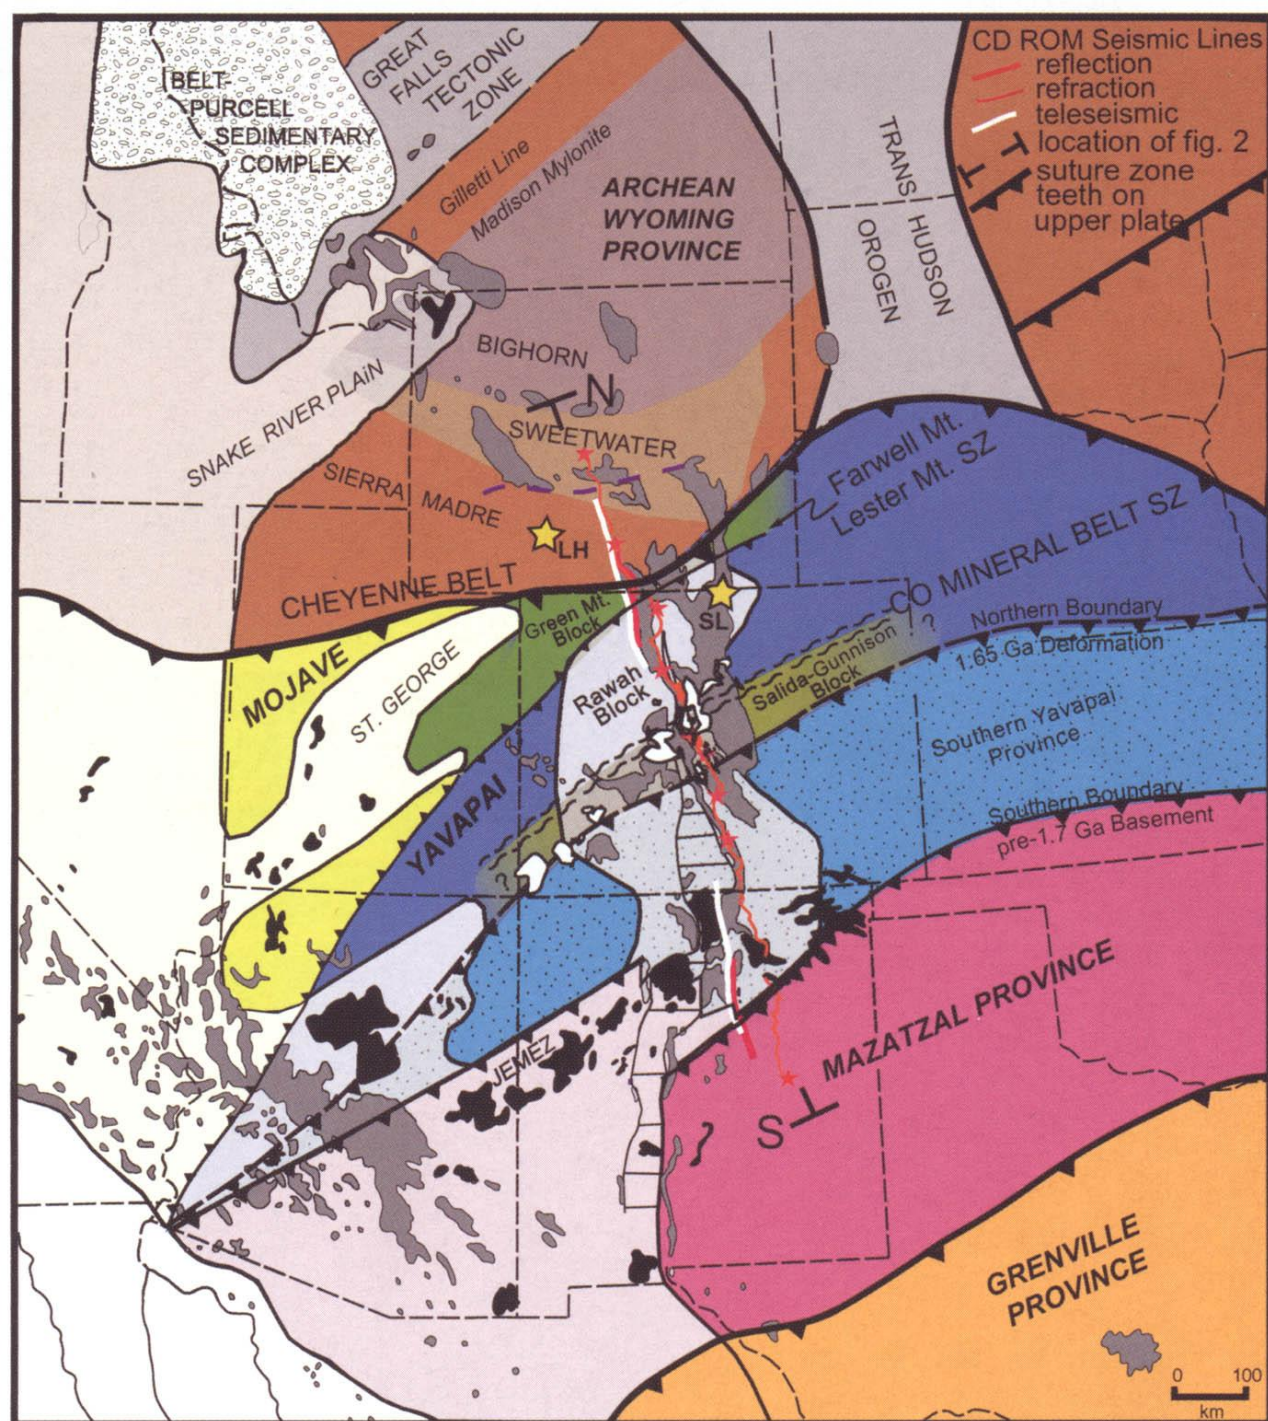 CD ROM Seismic Lines
reflection
refraction
teleseismic
location of fig. 2
suture zone
teeth on
upper plate
BELT-
PURCELL
SEDIMENTARY
COMPLEX
GREAT
FALLS
TECTONIC
ZONE
Gilletti Line
Madison Mylonite
ARCHEAN
WYOMING
PROVINCE
TRANS HUDSON
OROGEN
BIGHORN
N
SNAKE RIVER PLAiN
SWEETWATER
SIERRA MADRE
LH
Farwell Mt.
Lester Mt. SZ
CHEYENNE BELT
CO MINERAL BELT SZ
Green Mt.
Block
SL
?
Northern Boundary
1.65 Ga Deformation
MOJAVE
ST. GEORGE
Rawah
Block
Salida-Gunnison
Block
Southern Yavapai
Province
YAVAPAI
Southern Boundary
pre-1.7 Ga Basement
?
MAZATZAL PROVINCE
JEMEZ
S
GRENVILLE
PROVINCE
0 100
km